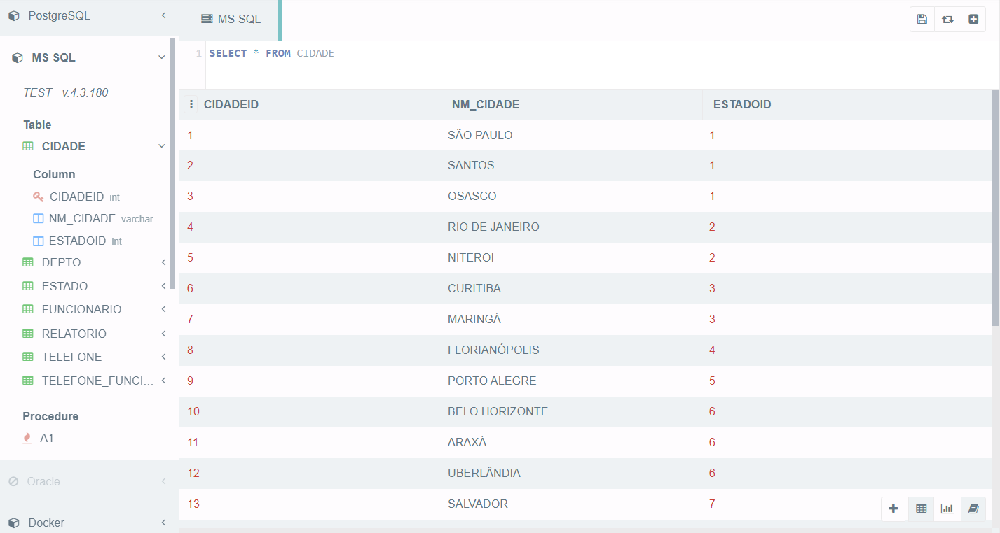 PostgreSQL
MS SQL
TEST - v.4.3.180
Table
CIDADE
Column
CIDADEID int
NM_CIDADE varchar
ESTADOID int
DEPTO
ESTADO
FUNCIONARIO
RELATORIO
TELEFONE
TELEFONE_FUNCI...
Procedure
A1
Oracle
Docker
MS SQL
1 SELECT * FROM CIDADE
CIDADEID NM_CIDADE ESTADOID
1 SÃO PAULO 1
2 SANTOS 1
3 OSASCO 1
4 RIO DE JANEIRO 2
5 NITEROI 2
6 CURITIBA 3
7 MARINGÁ 3
8 FLORIANÓPOLIS 4
9 PORTO ALEGRE 5
10 BELO HORIZONTE 6
11 ARAXÁ 6
12 UBERLÂNDIA 6
13 SALVADOR 7